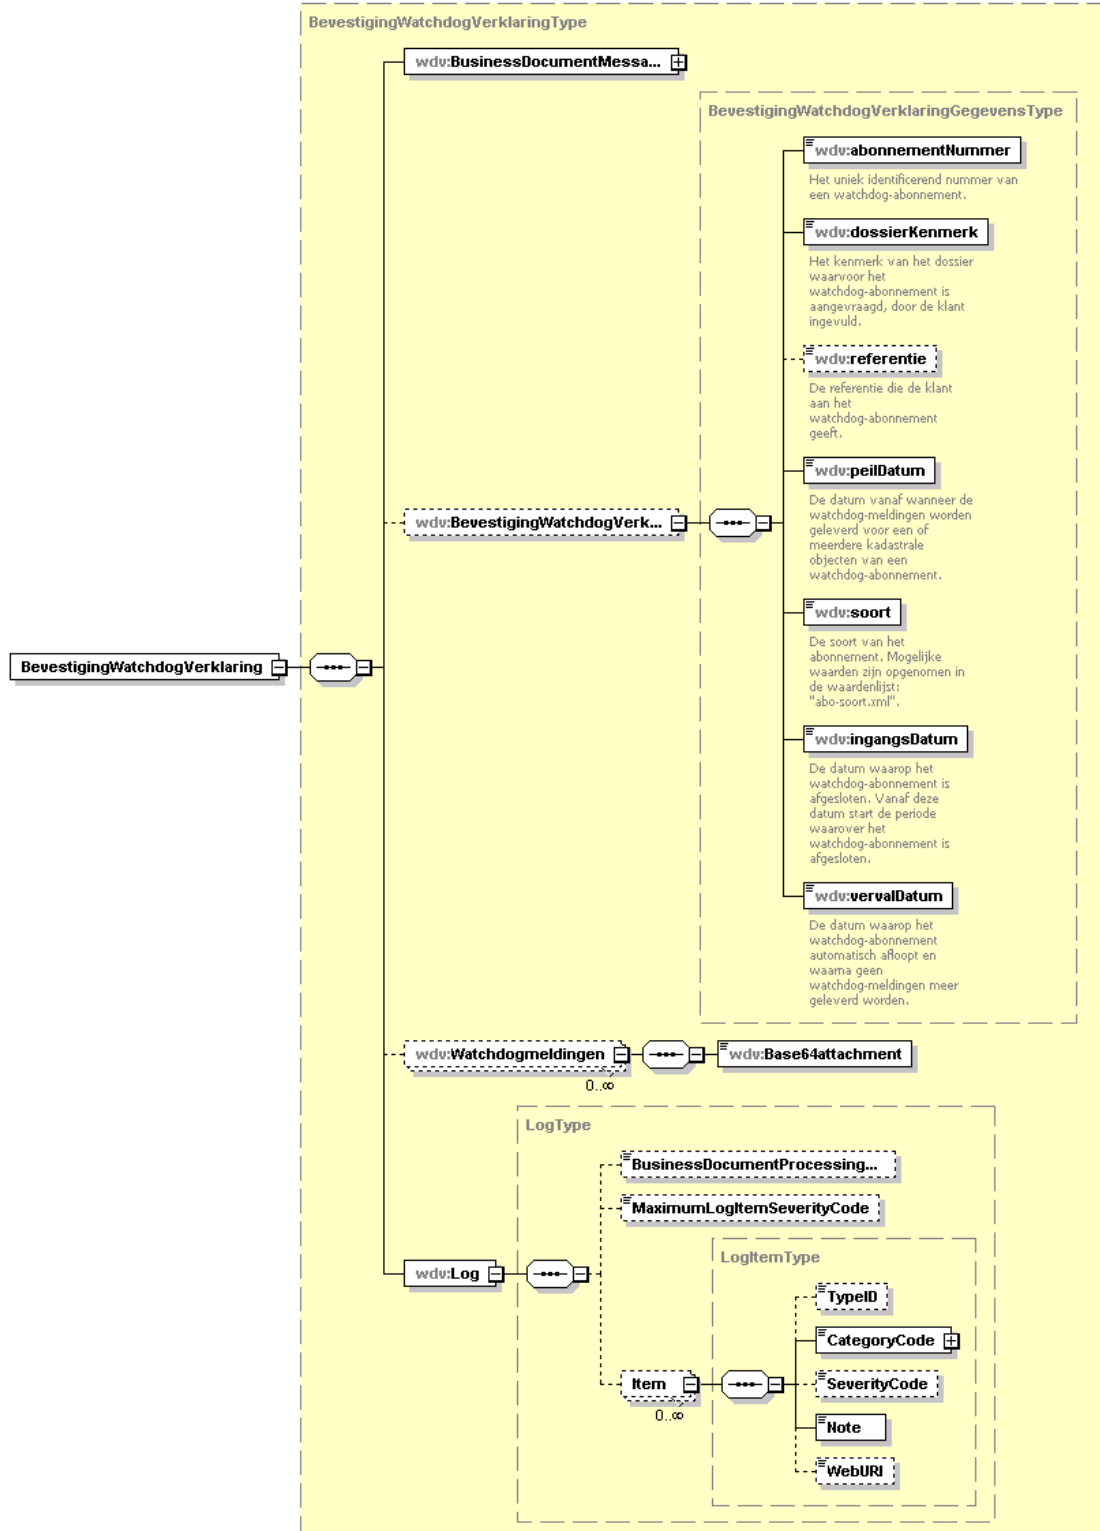 BevestigingWatchdogVerklaringType
wdv:BusinessDocumentMessa...
BevestigingWatchdogVerklaringGegevensType
wdv:abonnementNummer
Het uniek identificerend nummer van
een watchdog-abonnement.
wdv:dossierKenmerk
Het kenmerk van het dossier
waarvoor het
watchdog-abonnement is
aangevraagd, door de klant
ingevuld.
wdv:referentie
De referentie die de klant
aan het
watchdog-abonnement
geeft.
wdv:peilDatum
De datum vanaf wanneer de
watchdog-meldingen worden
geleverd voor een of
meerdere kadastrale
objecten van een
watchdog-abonnement.
wdv:BevestigingWatchdogVerk...
wdv:soort
De soort van het
abonnement. Mogelijke
waarden zijn opgenomen in
de waardenlijst:
"abo-soort.xml".
BevestigingWatchdogVerklaring
wdv:ingangsDatum
De datum waarop het
watchdog-abonnement is
afgesloten. Vanaf deze
datum start de periode
waarover het
watchdog-abonnement is
afgesloten.
wdv:vervalDatum
De datum waarop het
watchdog-abonnement
automatisch afloopt en
waarna geen
watchdog-meldingen meer
geleverd worden.
wdv:Watchdogmeldingen
0..∞
wdv:Base64attachment
LogType
BusinessDocumentProcessing...
MaximumLogItemSeverityCode
wdv:Log
LogItemType
TypeID
CategoryCode
Item
0..∞
SeverityCode
Note
WebURI